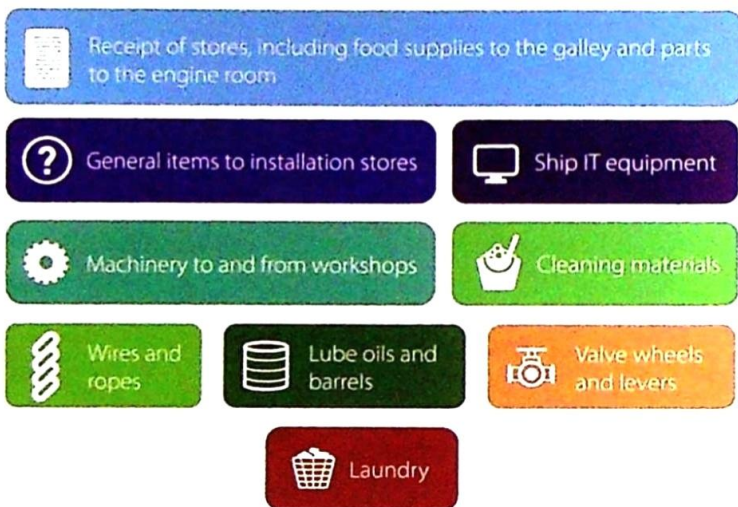 Receipt of stores, including food supplies to the galley and parts
to the engine room
General items to installation stores
Ship IT equipment
Machinery to and from workshops
Cleaning materials
Wires and
ropes
Lube oils and
barrels
Valve wheels
and levers
Laundry